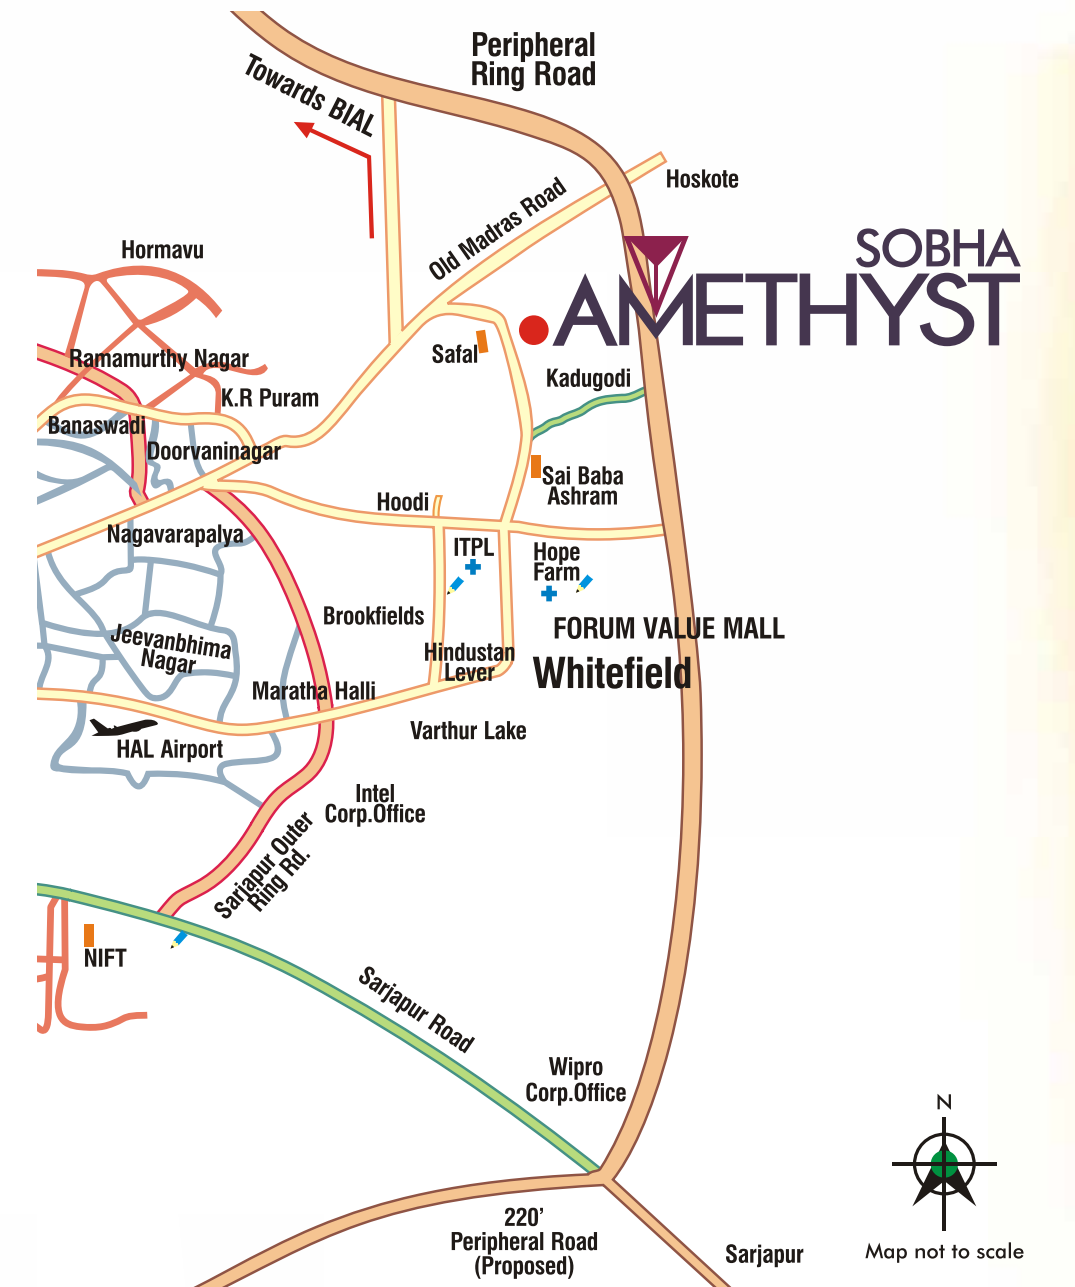 Peripheral
Ring Road
Towards BIAL
Hoskote
Old Madras Road
SOBHA
AMETHYST
Hormavu
Safal
Ramamurthy Nagar
Kadugodi
K.R Puram
Banaswadi
Doorvaninagar
Sai Baba
Ashram
Hoodi
Nagavarapalya
ITPL
Hope
Farm
Brookfields
FORUM VALUE MALL
Jeevanbhima
Nagar
Hindustan
Lever
Whitefield
Maratha Halli
Varthur Lake
HAL Airport
Intel
Corp.Office
Sarjapur Outer
Ring Rd.
NIFT
Sarjapur Road
Wipro
Corp.Office
N
220'
Peripheral Road
(Proposed)
Sarjapur
Map not to scale